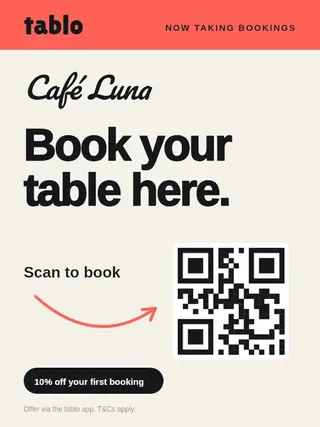 tablo
NOW TAKING BOOKINGS
Café Luna
Book your
table here.
Scan to book
10% off your first booking
Offer via the tablo app. T&Cs apply.